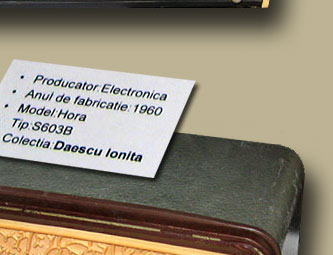 • Producator:Electronica
• Anul de fabricatie:1960
• Model:Hora
Tip:S603B
Colectia:Daescu Ionita